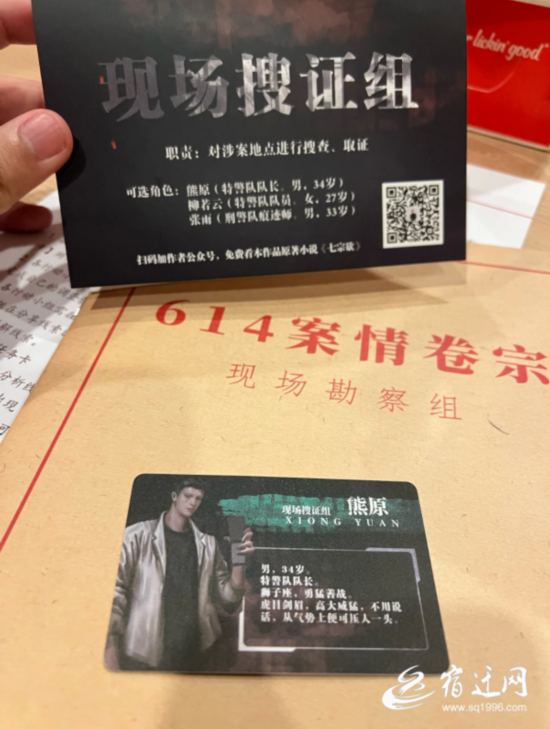 lickin' good"
现场搜证组
职责：对涉案地点进行搜查、取证
可选角色：熊原（特警队队长、男，34岁）
柳若云（特警队队员、女，27岁）
张雨（刑警队痕迹师、男，33岁）
扫码加作者公众号，免费看本作品原著小说《七宗欲》
614案情卷宗
现场勘察组
现场搜证组 熊原
XIONG YUAN
男，34岁。
特警队队长。
狮子座，勇猛善战。
虎目剑眉，高大威猛，不用说
话，从气势上便可压人一头。
宿迁网
www.sq1996.com